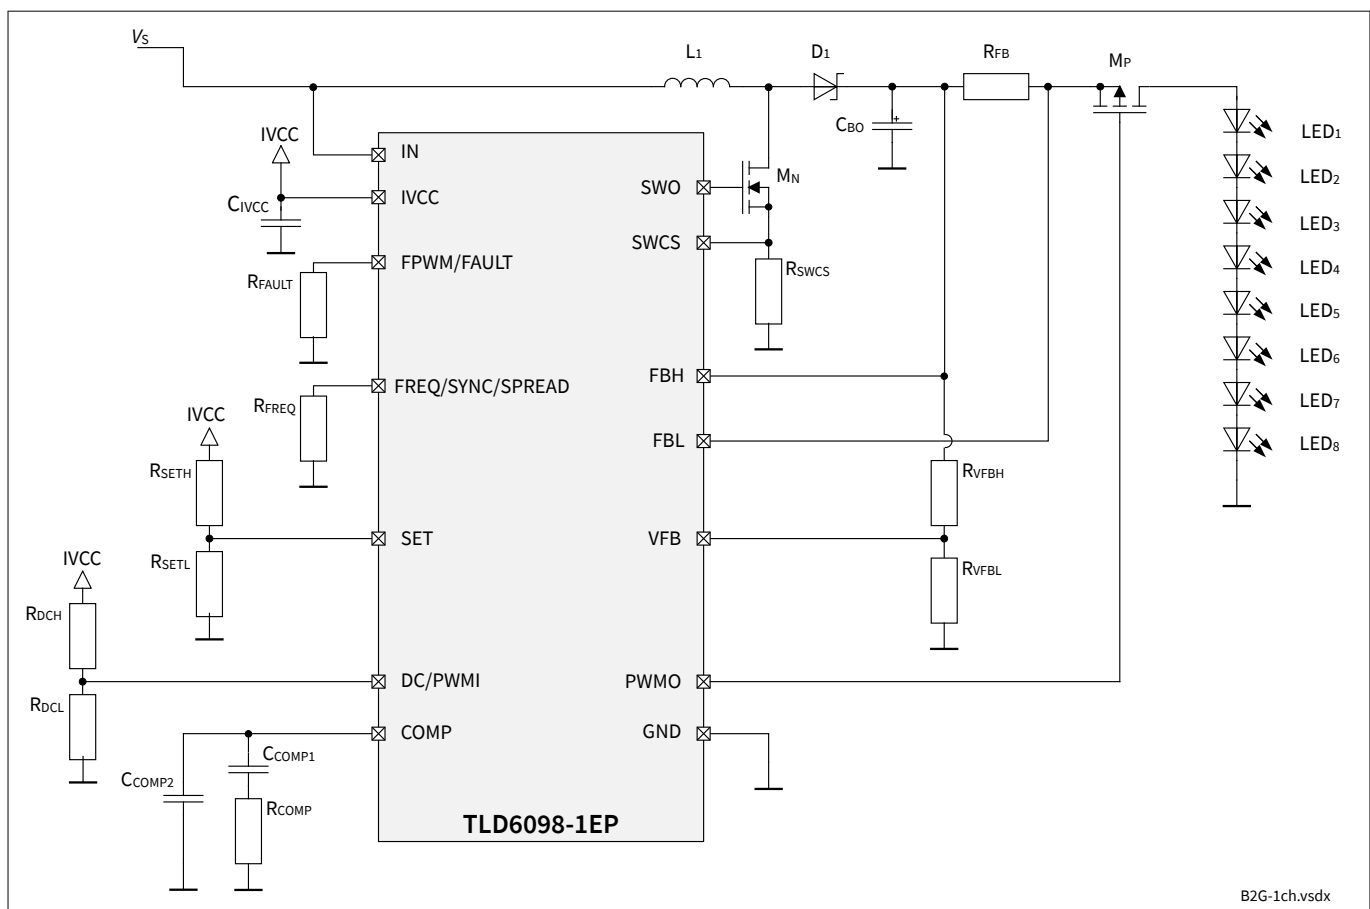 VS
L1
D1
RFB
MP
CBO
IVCC
IN
LED1
MN
LED2
SWO
CIVCC
IVCC
LED3
SWCS
FPWM/FAULT
RFAULT
RSWCS
LED4
LED5
LED6
FBH
FREQ/SYNC/SPREAD
RFREQ
LED7
IVCC
FBL
LED8
RSETH
RVFBH
SET
VFB
RSETL
RVFBL
IVCC
RDCH
DC/PWMI
PWMO
RDCL
COMP
GND
CCOMP1
CCOMP2
RCOMP
TLD6098-1EP
B2G-1ch.vsdx